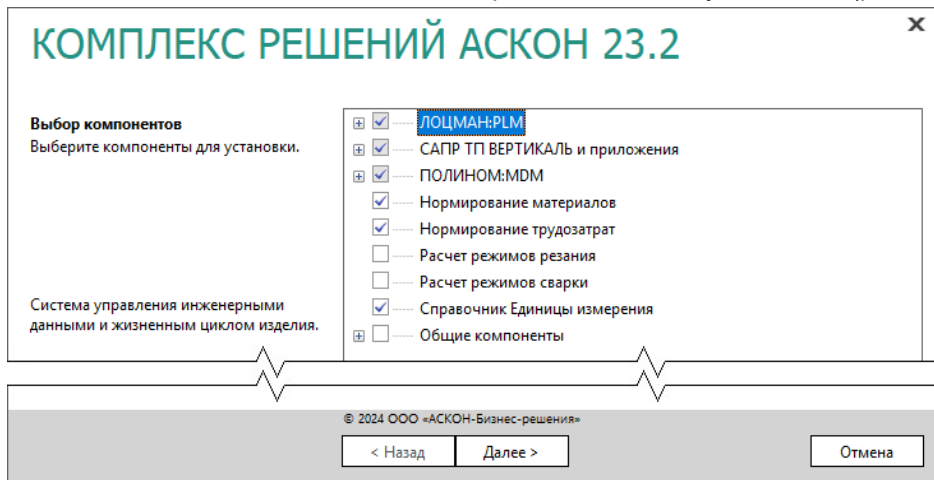 КОМПЛЕКС РЕШЕНИЙ АСКОН 23.2
x
Выбор компонентов
Выберите компоненты для установки.
ЛОЦМАН:PLM
САПР ТП ВЕРТИКАЛЬ и приложения
ПОЛИНОМ:MDM
Нормирование материалов
Нормирование трудозатрат
Расчет режимов резания
Расчет режимов сварки
Справочник Единицы измерения
Общие компоненты
Система управления инженерными
данными и жизненным циклом изделия.
© 2024 ООО «АСКОН-Бизнес-решения»
< Назад
Далее >
Отмена